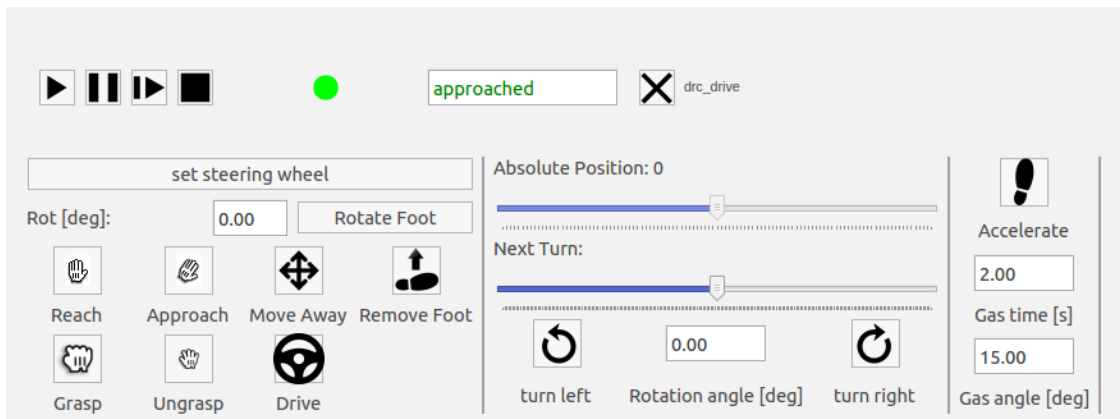 approached
drc_drive
set steering wheel
Rot [deg]:
0.00
Rotate Foot
Reach
Approach
Move Away
Remove Foot
Grasp
Ungrasp
Drive
Absolute Position: 0
Next Turn:
turn left
0.00
Rotation angle [deg]
turn right
Accelerate
2.00
Gas time [s]
15.00
Gas angle [deg]